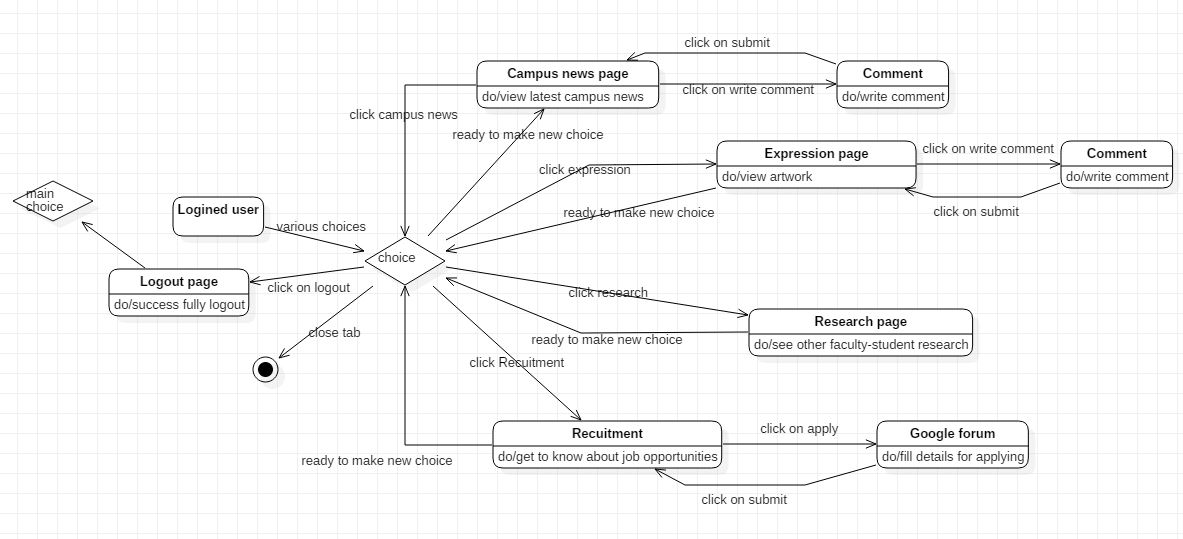 click on submit
Campus news page
do/view latest campus news
click on write comment
Comment
do/write comment
click campus news
ready to make new choice
Expression page
do/view artwork
click on write comment
Comment
do/write comment
click expression
click on submit
ready to make new choice
main
choice
Logined user
various choices
choice
Logout page
do/success fully logout
click on logout
click research
Research page
do/see other faculty-student research
ready to make new choice
close tab
click Recuitment
Recuitment
do/get to know about job opportunities
click on apply
Google forum
do/fill details for applying
ready to make new choice
click on submit